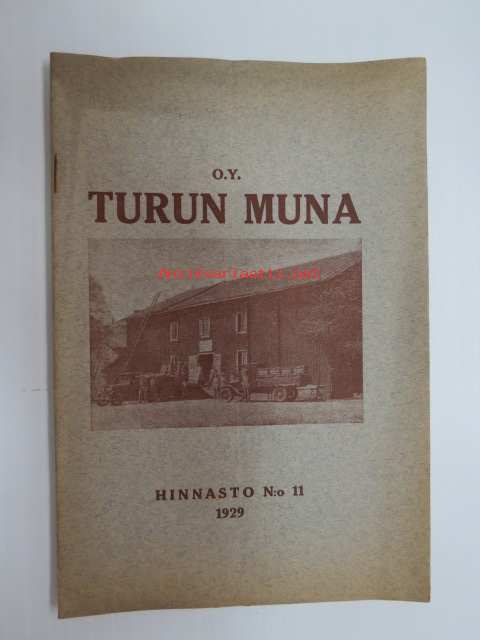 O.Y.
TURUN MUNA
HINNASTO N:o 11
1929